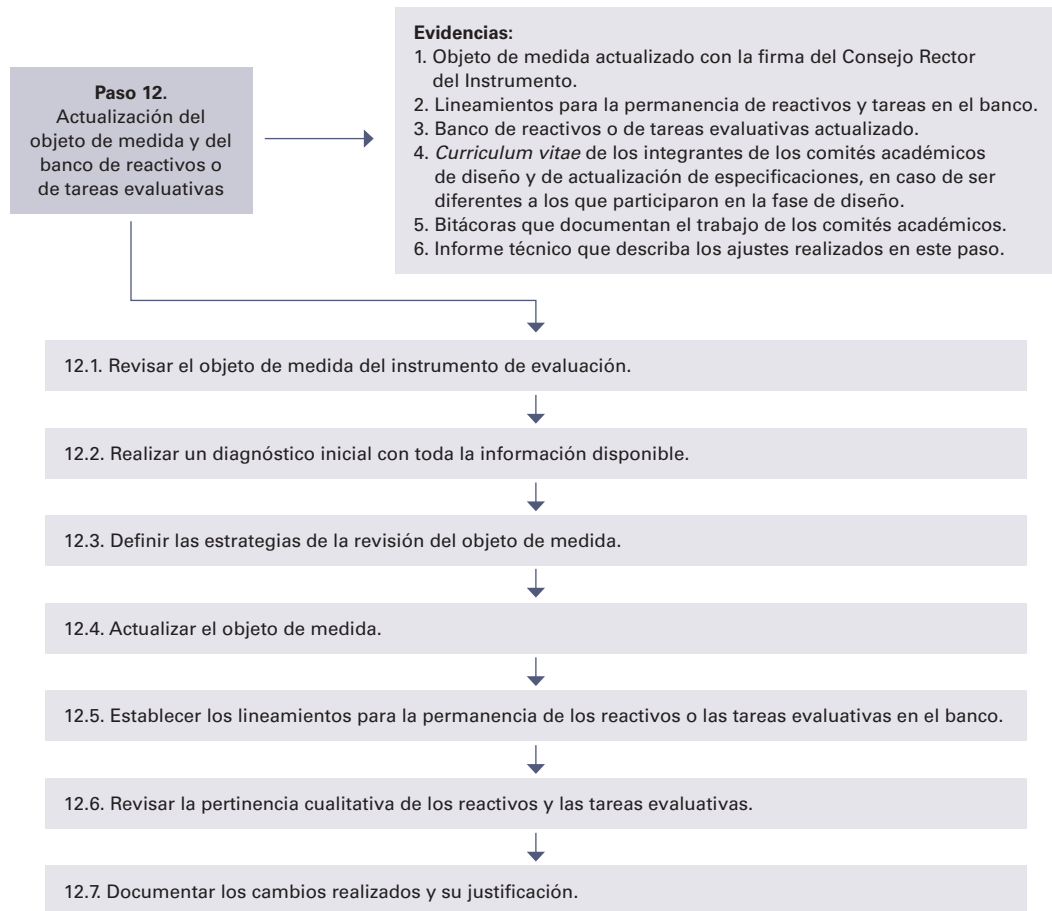 Paso 12.
Actualización del
objeto de medida y del
banco de reactivos o
de tareas evaluativas
Evidencias:
1. Objeto de medida actualizado con la firma del Consejo Rector
del Instrumento.
2. Lineamientos para la permanencia de reactivos y tareas en el banco.
3. Banco de reactivos o de tareas evaluativas actualizado.
4. Curriculum vitae de los integrantes de los comités académicos
de diseño y de actualización de especificaciones, en caso de ser
diferentes a los que participaron en la fase de diseño.
5. Bitácoras que documentan el trabajo de los comités académicos.
6. Informe técnico que describa los ajustes realizados en este paso.
12.1. Revisar el objeto de medida del instrumento de evaluación.
12.2. Realizar un diagnóstico inicial con toda la información disponible.
12.3. Definir las estrategias de la revisión del objeto de medida.
12.4. Actualizar el objeto de medida.
12.5. Establecer los lineamientos para la permanencia de los reactivos o las tareas evaluativas en el banco.
12.6. Revisar la pertinencia cualitativa de los reactivos y las tareas evaluativas.
12.7. Documentar los cambios realizados y su justificación.